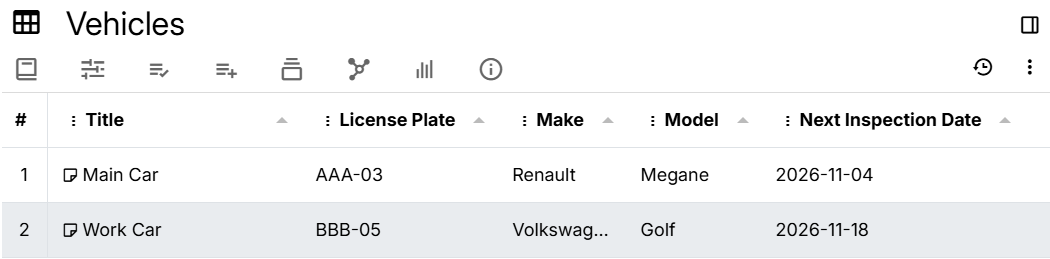 Vehicles
# Title License Plate Make Model Next Inspection Date
1 Main Car AAA-03 Renault Megane 2026-11-04
2 Work Car BBB-05 Volkswag... Golf 2026-11-18